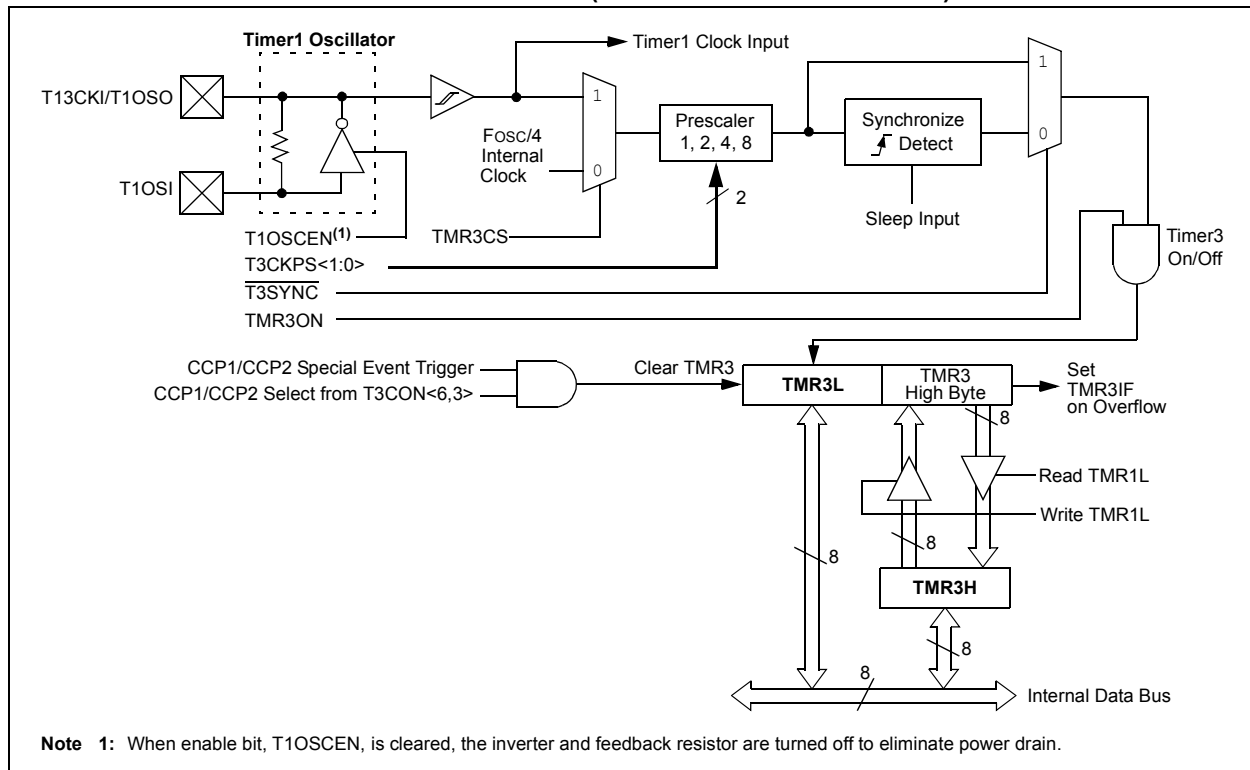 Timer1 Oscillator
Timer1 Clock Input
T13CKI/T1OSO
1
1
FOSC/4
Internal
Clock
0
Prescaler
1, 2, 4, 8
Synchronize
Detect
0
2
T1OSI
Sleep Input
T1OSCEN(1)
TMR3CS
T3CKPS<1:0>
T3SYNC
TMR3ON
Timer3
On/Off
CCP1/CCP2 Special Event Trigger
CCP1/CCP2 Select from T3CON<6,3>
Clear TMR3
TMR3L
TMR3
High Byte
Set
TMR3IF
on Overflow
8
Read TMR1L
Write TMR1L
8
8
TMR3H
8
8
Internal Data Bus
Note 1: When enable bit, T1OSCEN, is cleared, the inverter and feedback resistor are turned off to eliminate power drain.